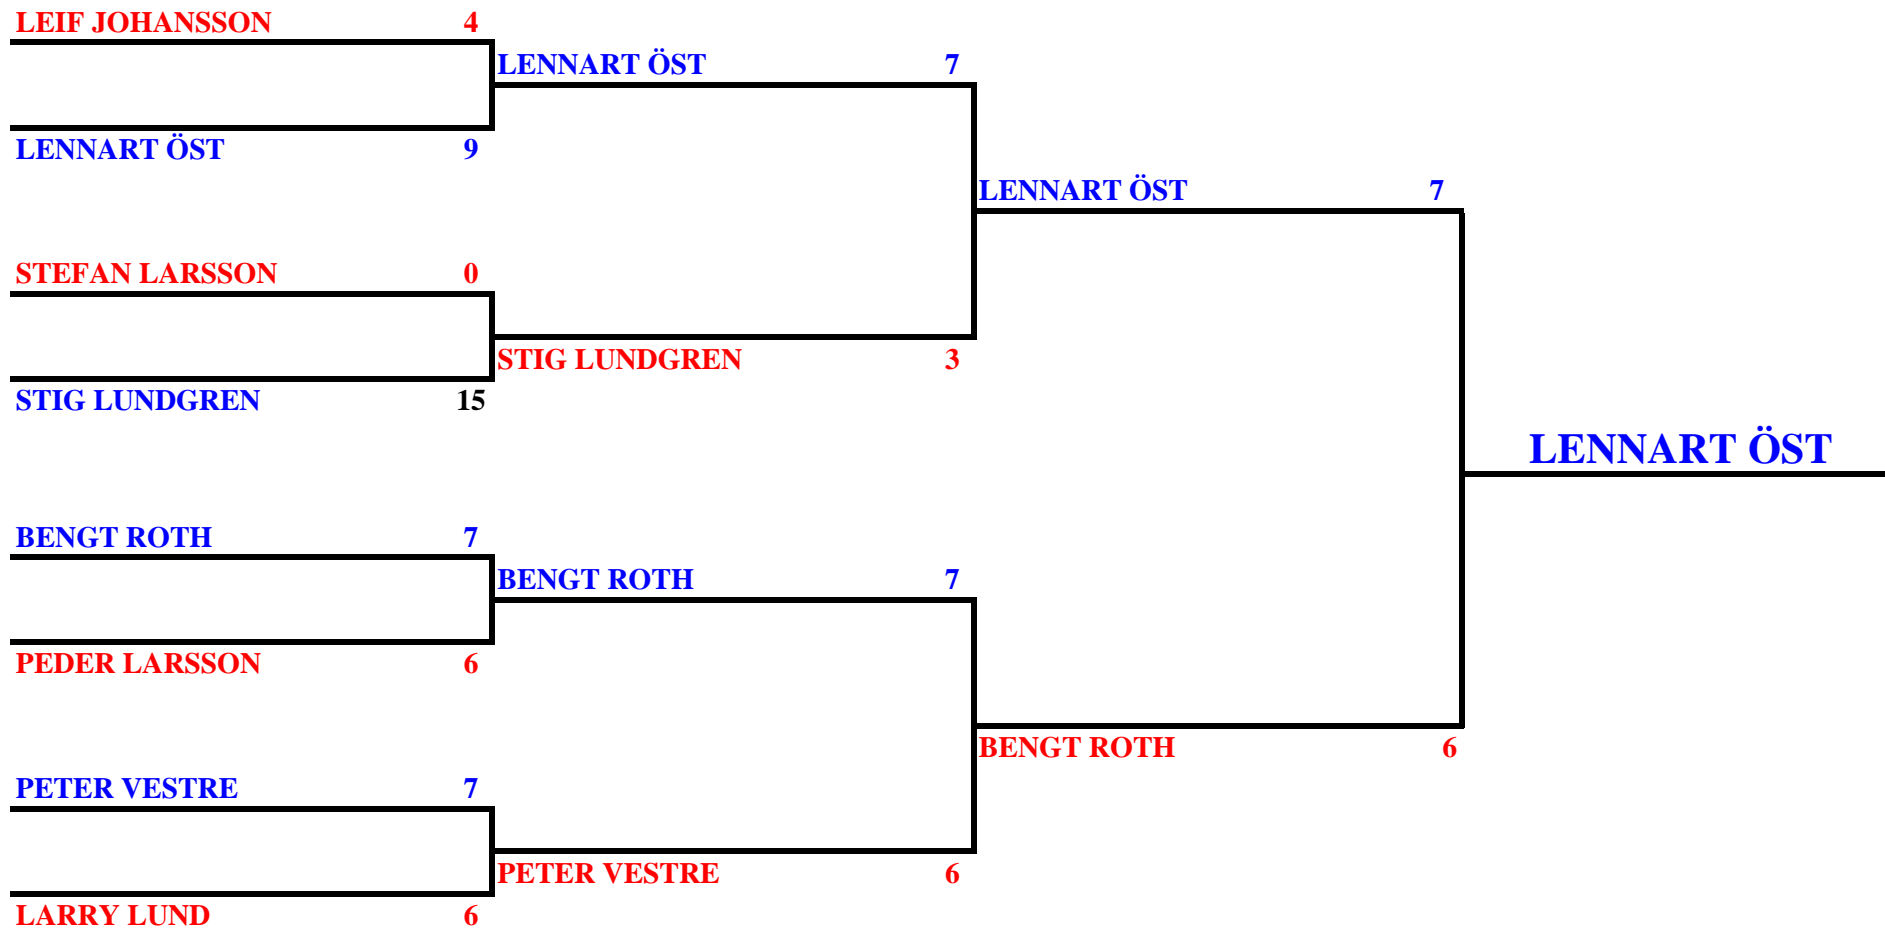 LEIF JOHANSSON 4
LENNART ÖST 7
LENNART ÖST 9
LENNART ÖST 7
STEFAN LARSSON 0
STIG LUNDGREN 3
STIG LUNDGREN 15
LENNART ÖST
BENGT ROTH 7
BENGT ROTH 7
PEDER LARSSON 6
BENGT ROTH 6
PETER VESTRE 7
PETER VESTRE 6
LARRY LUND 6